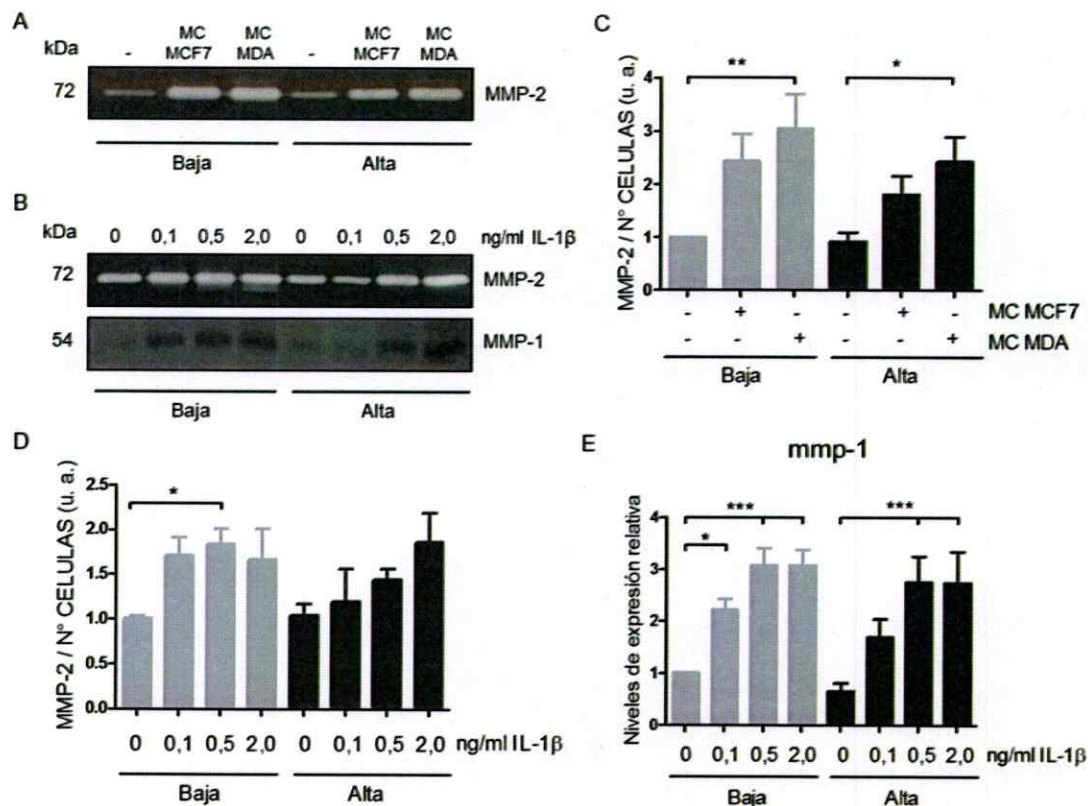 A
kDa
- MC MCF7 MC MDA - MC MCF7 MC MDA
72 MMP-2
Baja Alta
B
kDa
0 0,1 0,5 2,0 0 0,1 0,5 2,0 ng/ml IL-1β
72 MMP-2
54 MMP-1
Baja Alta
C
MMP-2 / N° CELULAS (u. a.)
4
3
2
1
0
** *
- + - - + - MC MCF7
- - + - - + MC MDA
Baja Alta
D
MMP-2 / N° CELULAS (u. a.)
2.5
2.0
1.5
1.0
0.5
0.0
*
0 0,1 0,5 2,0 0 0,1 0,5 2,0 ng/ml IL-1β
Baja Alta
E
mmp-1
Niveles de expresión relativa
4
3
2
1
0
*** ***
*
0 0,1 0,5 2,0 0 0,1 0,5 2,0 ng/ml IL-1β
Baja Alta